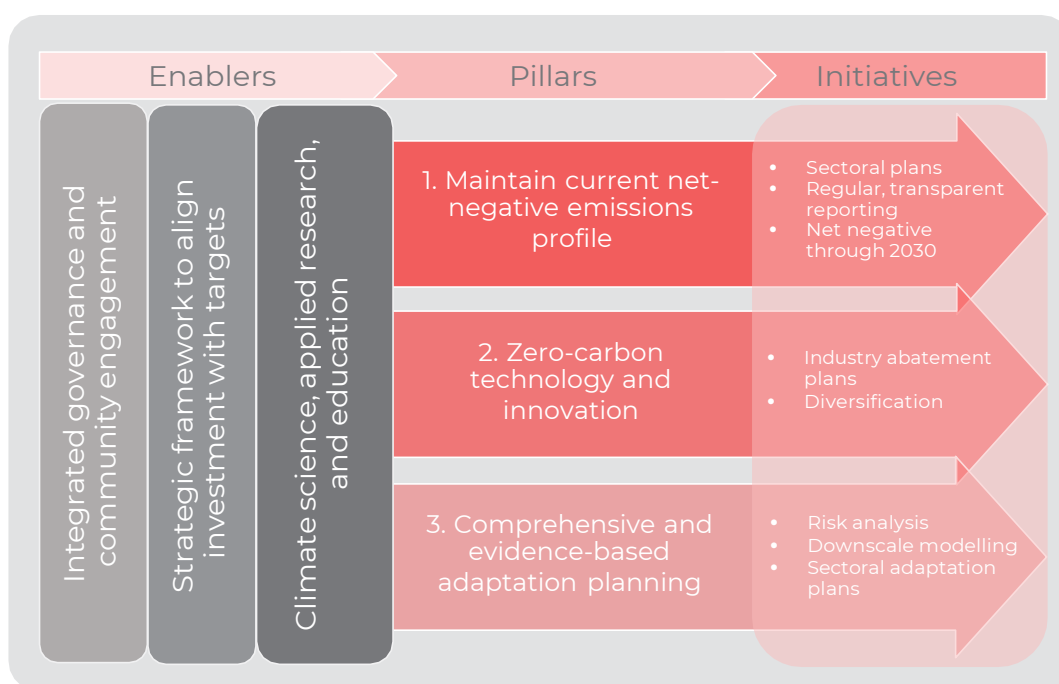 Enablers
Pillars
Initiatives
Integrated governance and
community engagement
Strategic framework to align
investment with targets
Climate science, applied research,
and education
1. Maintain current net-
negative emissions
profile
• Sectoral plans
• Regular, transparent
reporting
• Net negative
through 2030
2. Zero-carbon
technology and
innovation
• Industry abatement
plans
• Diversification
3. Comprehensive and
evidence-based
adaptation planning
• Risk analysis
• Downscale modelling
• Sectoral adaptation
plans